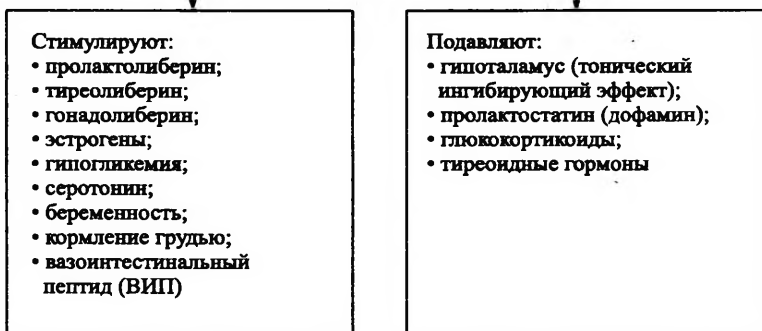 Стимулируют:
• пролактолиберин;
• тиреолиберин;
• гонадолиберин;
• эстрогены;
• гипогликемия;
• серотонин;
• беременность;
• кормление грудью;
• вазоинтестинальный
пептид (ВИП)
Подавляют:
• гипоталамус (тонический
ингибирующий эффект);
• пролактостатин (дофамин);
• глюкокортикоиды;
• тиреоидные гормоны